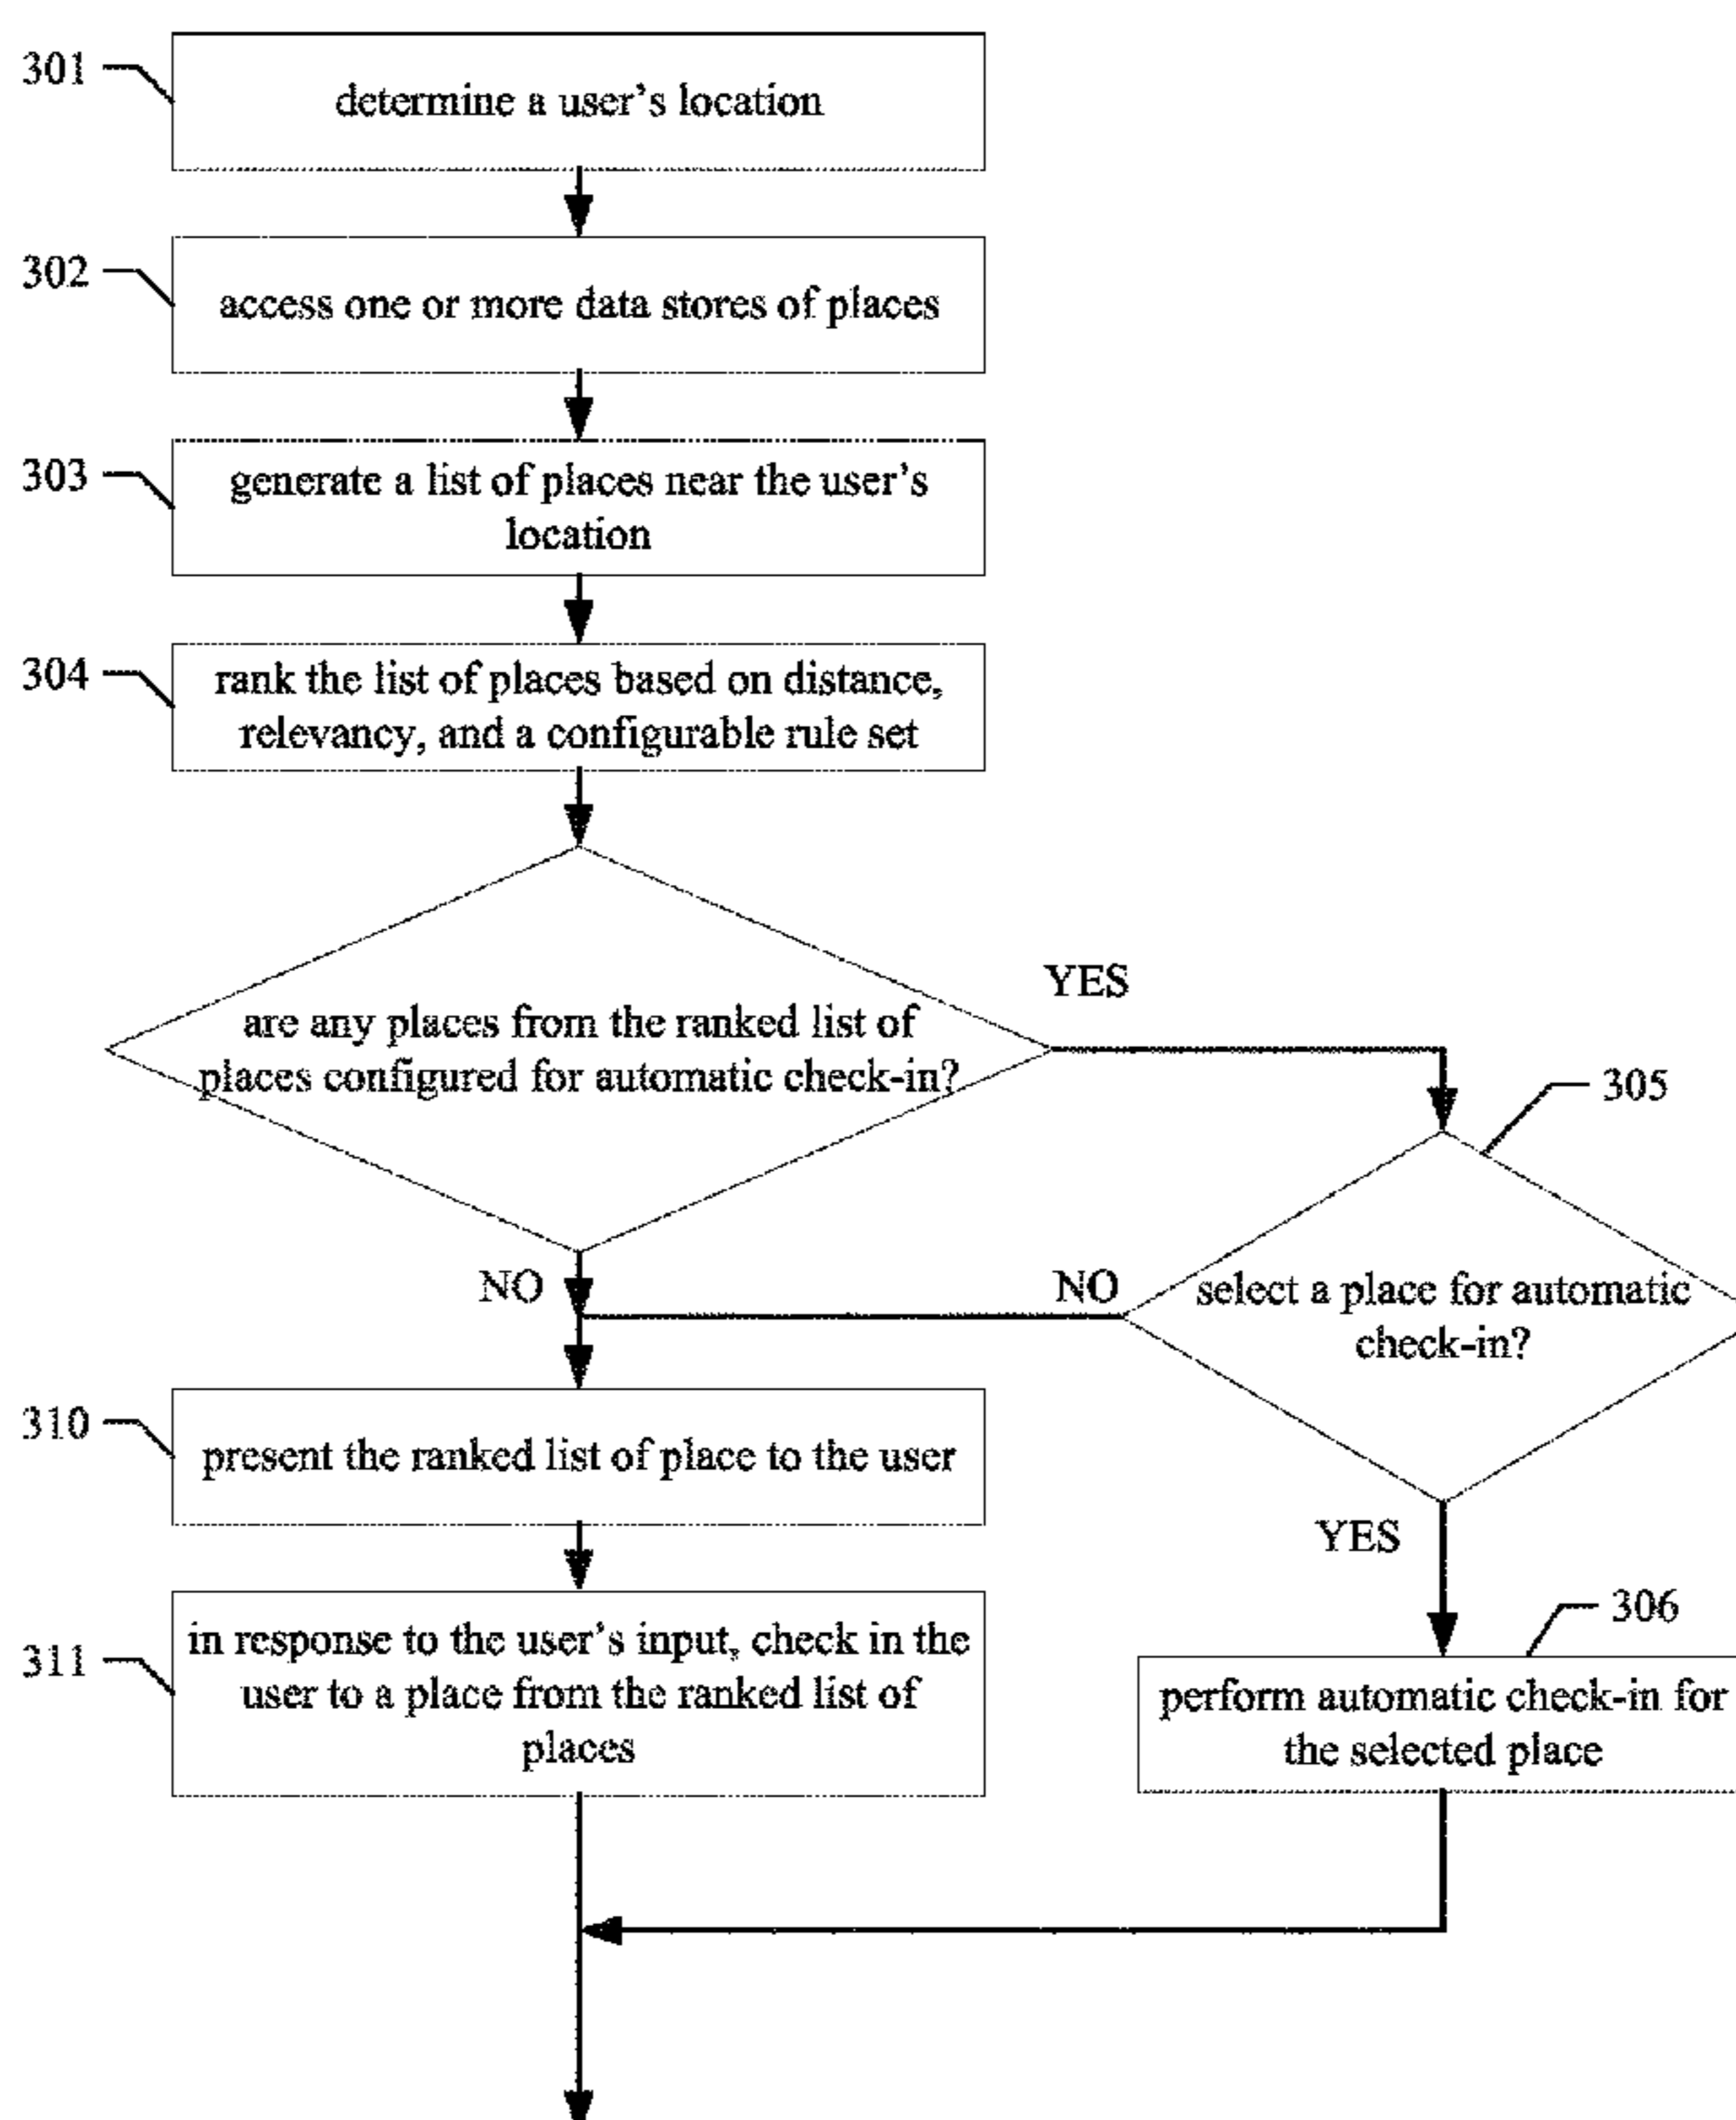 301
determine a user's location
302
access one or more data stores of places
303
generate a list of places near the user's
location
304
rank the list of places based on distance,
relevancy, and a configurable rule set
YES
are any places from the ranked list of
places configured for automatic check-in?
305
NO
NO
select a place for automatic
check-in?
310
present the ranked list of place to the user
YES
306
311
in response to the user's input, check in the
user to a place from the ranked list of
places
perform automatic check-in for
the selected place